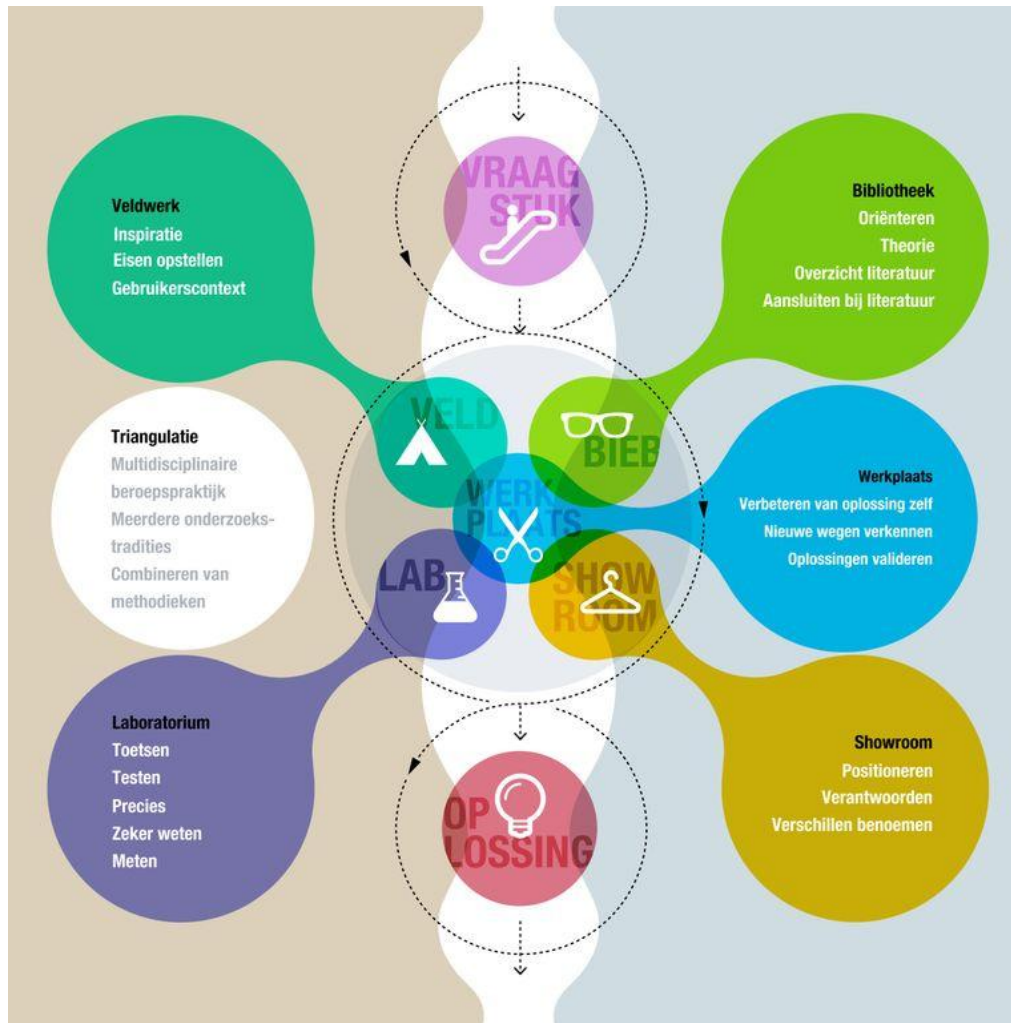 VRAAG
STUK
Veldwerk
Inspiratie
Eisen opstellen
Gebruikerscontext
Bibliotheek
Oriënteren
Theorie
Overzicht literatuur
Aansluiten bij literatuur
VELD
BIEB
WERK
PLAATS
LAB
SHOW
ROOM
Triangulatie
Multidisciplinaire
beroepspraktijk
Meerdere onderzoeks-
tradities
Combineren van
methodieken
Werkplaats
Verbeteren van oplossing zelf
Nieuwe wegen verkennen
Oplossingen valideren
Laboratorium
Toetsen
Testen
Precies
Zeker weten
Meten
Showroom
Positioneren
Verantwoorden
Verschillen benoemen
OP
LOSSING